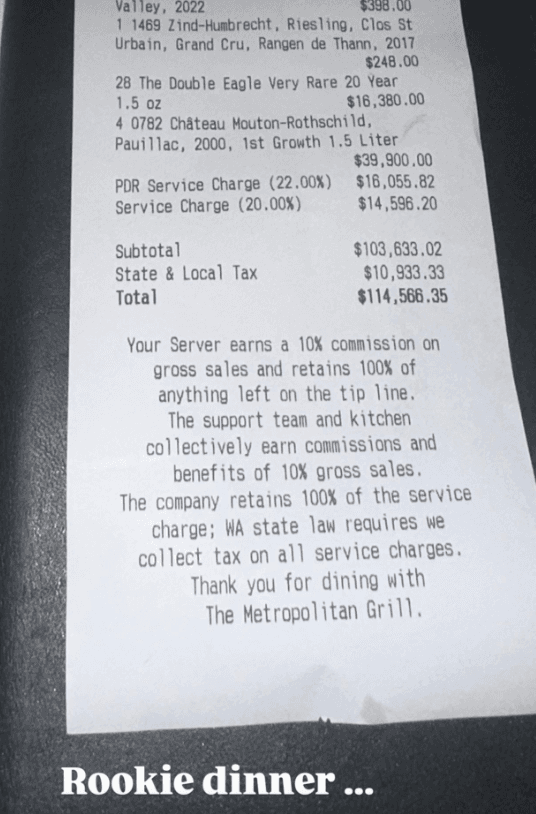 Valley, 2022 $398.00
1 1469 Zind-Humbrecht, Riesling, Clos St
Urbain, Grand Cru, Rangen de Thann, 2017
$248.00
28 The Double Eagle Very Rare 20 Year
1.5 oz $16,380.00
4 0782 Château Mouton-Rothschild,
Pauillac, 2000, 1st Growth 1.5 Liter
$39,900.00
PDR Service Charge (22.00%) $16,055.82
Service Charge (20.00%) $14,596.20
Subtotal $103,633.02
State & Local Tax $10,933.33
Total $114,566.35
Your Server earns a 10% commission on
gross sales and retains 100% of
anything left on the tip line.
The support team and kitchen
collectively earn commissions and
benefits of 10% gross sales.
The company retains 100% of the service
charge; WA state law requires we
collect tax on all service charges.
Thank you for dining with
The Metropolitan Grill.
Rookie dinner ...